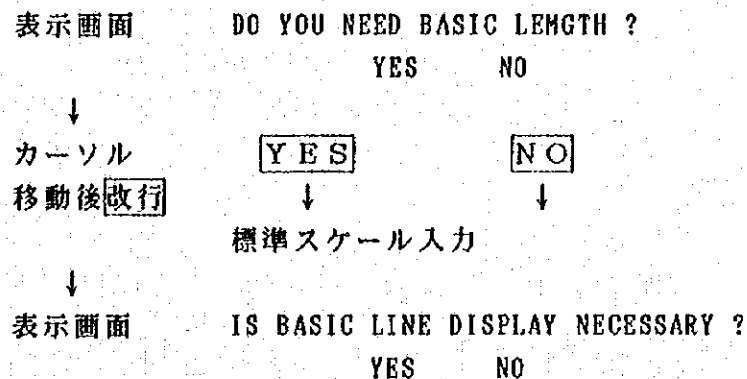 表示画面 DO YOU NEED BASIC LEMGTH ?
YES NO
↓
カーソル YES NO
移動後改行 ↓ ↓
標準スケール入力
↓
表示画面 IS BASIC LINE DISPLAY NECESSARY ?
YES NO